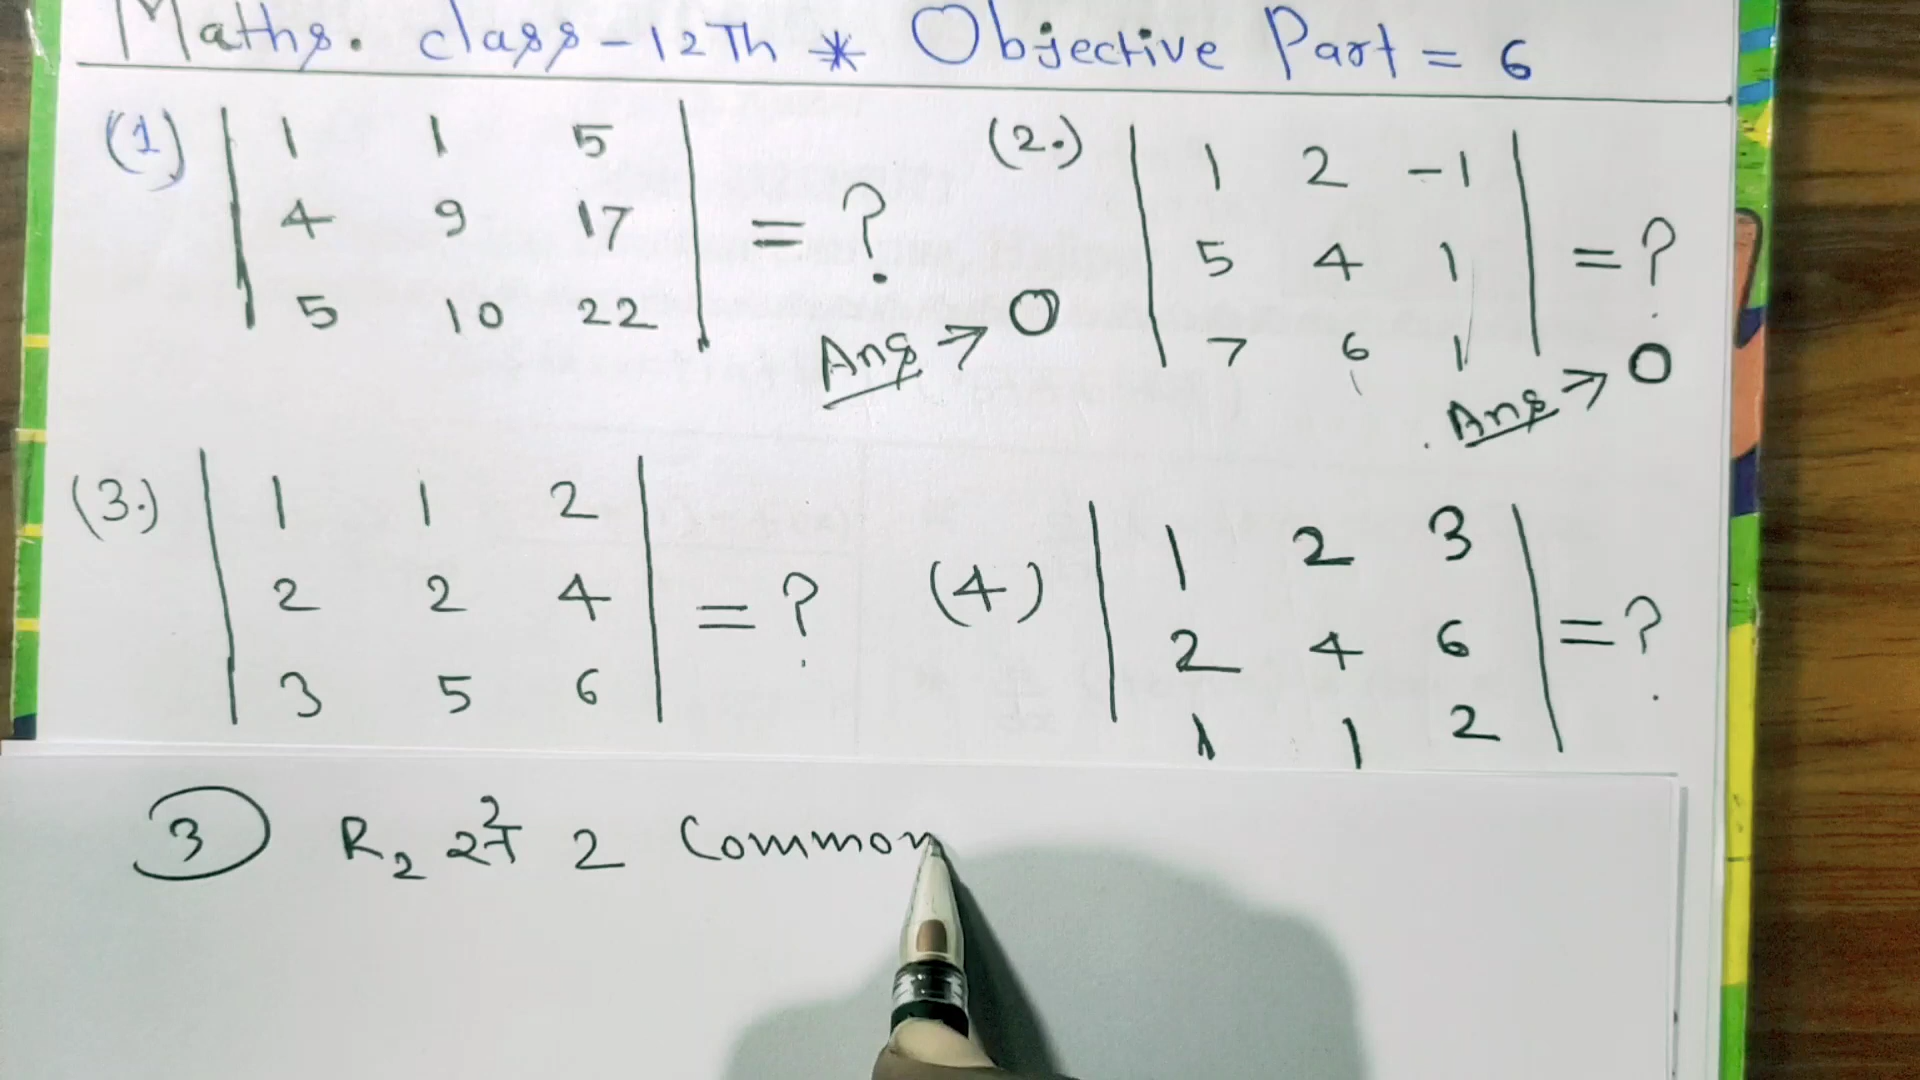 Maths. class-12Th * Objective Part = 6
(1) | 1 1 5 |
| 4 9 17 | = ?
| 5 10 22 |
Ans → 0
(2.) | 1 2 -1 |
| 5 4 1 | = ?
| 7 6 1 |
Ans → 0
(3.) | 1 1 2 |
| 2 2 4 | = ?
| 3 5 6 |
(4) | 1 2 3 |
| 2 4 6 | = ?
| 1 1 2 |
3 R₂ से 2 Common